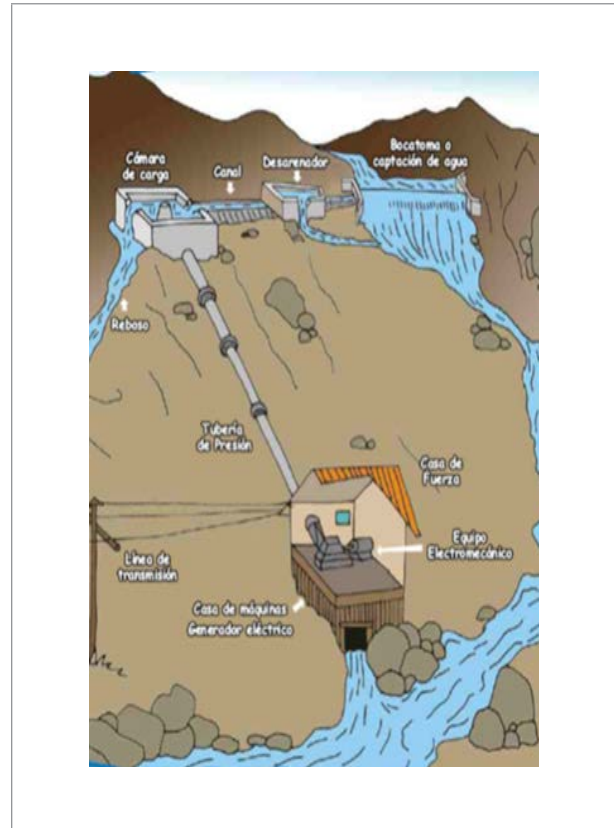 Bocatoma o
captación de agua
Desarenador
Canal
Cámara
de carga
Reboso
Tubería
de Presión
Casa de
Fuerza
Equipo
Electromecánico
Línea de
transmisión
Casa de máquinas
Generador eléctrico